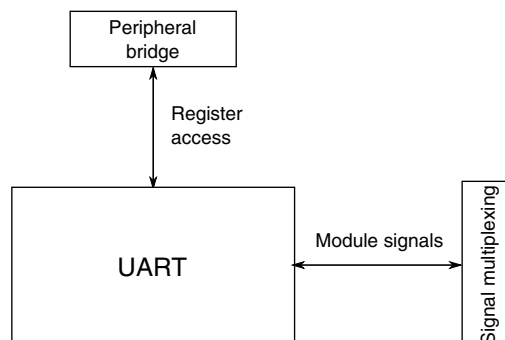 Peripheral
bridge
Register
access
UART
Module signals
Signal multiplexing